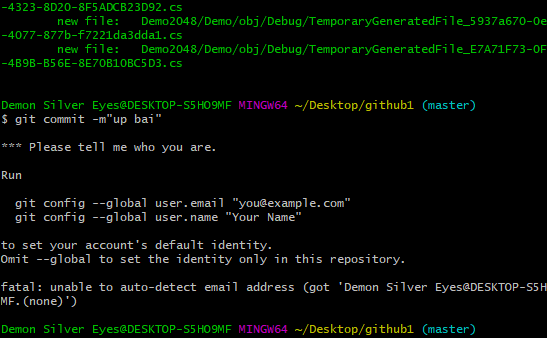 -4323-8D20-8F5ADCB23D92.cs
new file:   Demo2048/Demo/obj/Debug/TemporaryGeneratedFile_5937a670-0e
-4077-877b-f7221da3dda1.cs
new file:   Demo2048/Demo/obj/Debug/TemporaryGeneratedFile_E7A71F73-0F
-4B9B-B56E-8E70B10BC5D3.cs
Demon Silver Eyes@DESKTOP-S5HO9MF MINGW64 ~/Desktop/github1 (master)
$ git commit -m"up bai"
*** Please tell me who you are.
Run
git config --global user.email "you@example.com"
git config --global user.name "Your Name"
to set your account's default identity.
Omit --global to set the identity only in this repository.
fatal: unable to auto-detect email address (got 'Demon Silver Eyes@DESKTOP-S5H
MF.(none)')
Demon Silver Eyes@DESKTOP-S5HO9MF MINGW64 ~/Desktop/github1 (master)